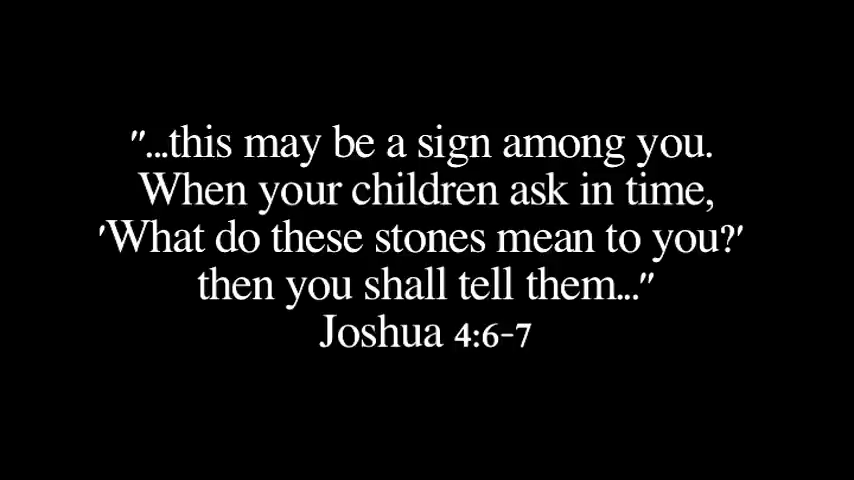 "...this may be a sign among you.
When your children ask in time,
'What do these stones mean to you?'
then you shall tell them..."
Joshua 4:6-7